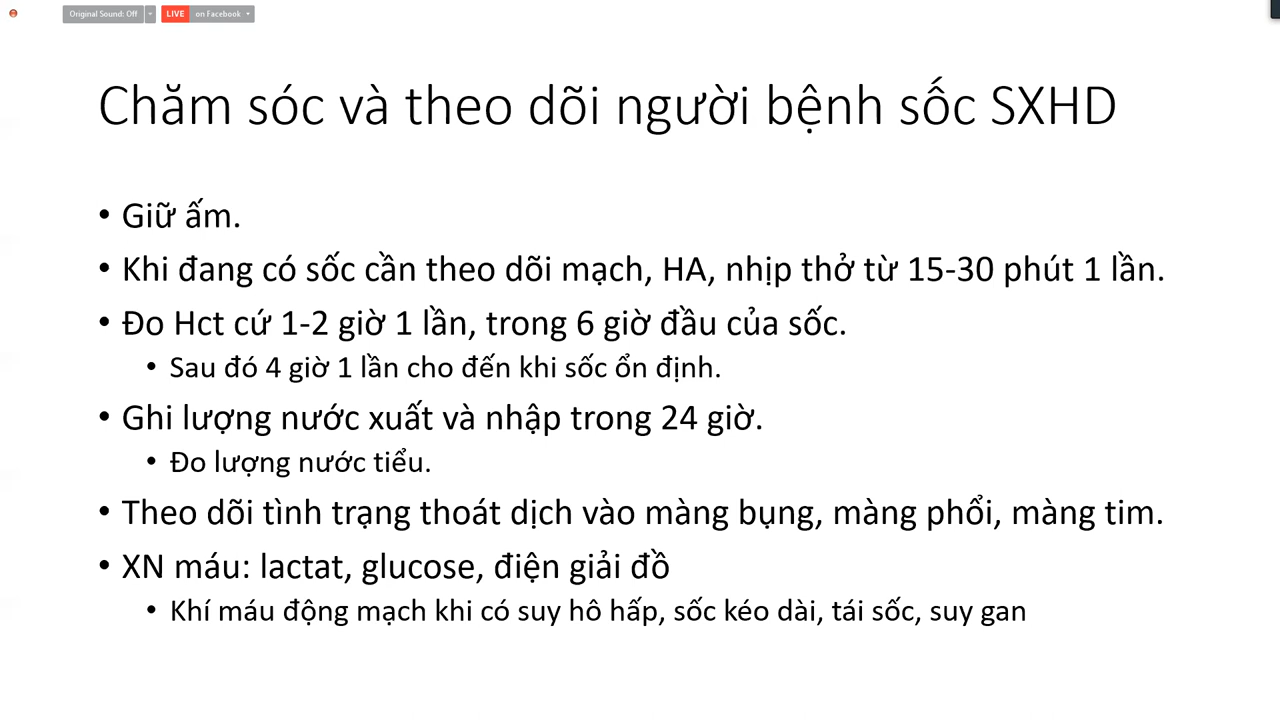 Original Sound: Off
LIVE on Facebook
Chăm sóc và theo dõi người bệnh sốc SXHD
• Giữ ấm.
• Khi đang có sốc cần theo dõi mạch, HA, nhịp thở từ 15-30 phút 1 lần.
• Đo Hct cứ 1-2 giờ 1 lần, trong 6 giờ đầu của sốc.
• Sau đó 4 giờ 1 lần cho đến khi sốc ổn định.
• Ghi lượng nước xuất và nhập trong 24 giờ.
• Đo lượng nước tiểu.
• Theo dõi tình trạng thoát dịch vào màng bụng, màng phổi, màng tim.
• XN máu: lactat, glucose, điện giải đồ
• Khí máu động mạch khi có suy hô hấp, sốc kéo dài, tái sốc, suy gan